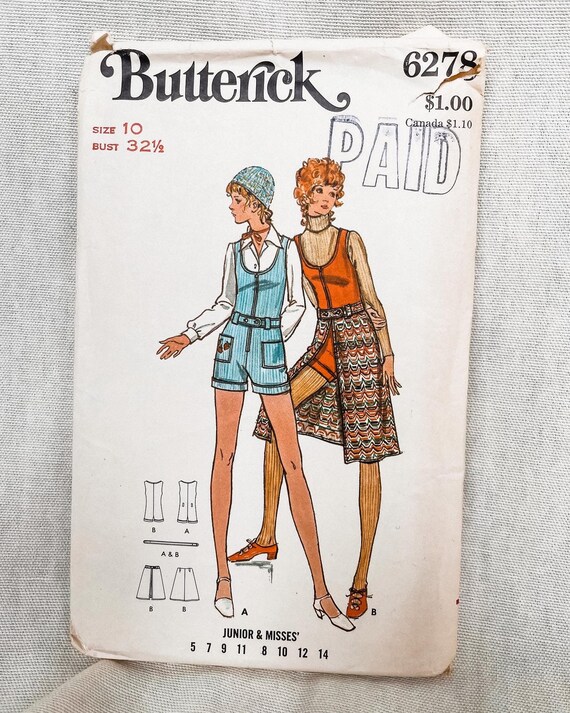 Butterick
6278
$1.00
Canada $1.10
SIZE 10
BUST 32½
PAID
B A
A & B
B B
A B
JUNIOR & MISSES'
5 7 9 11 8 10 12 14